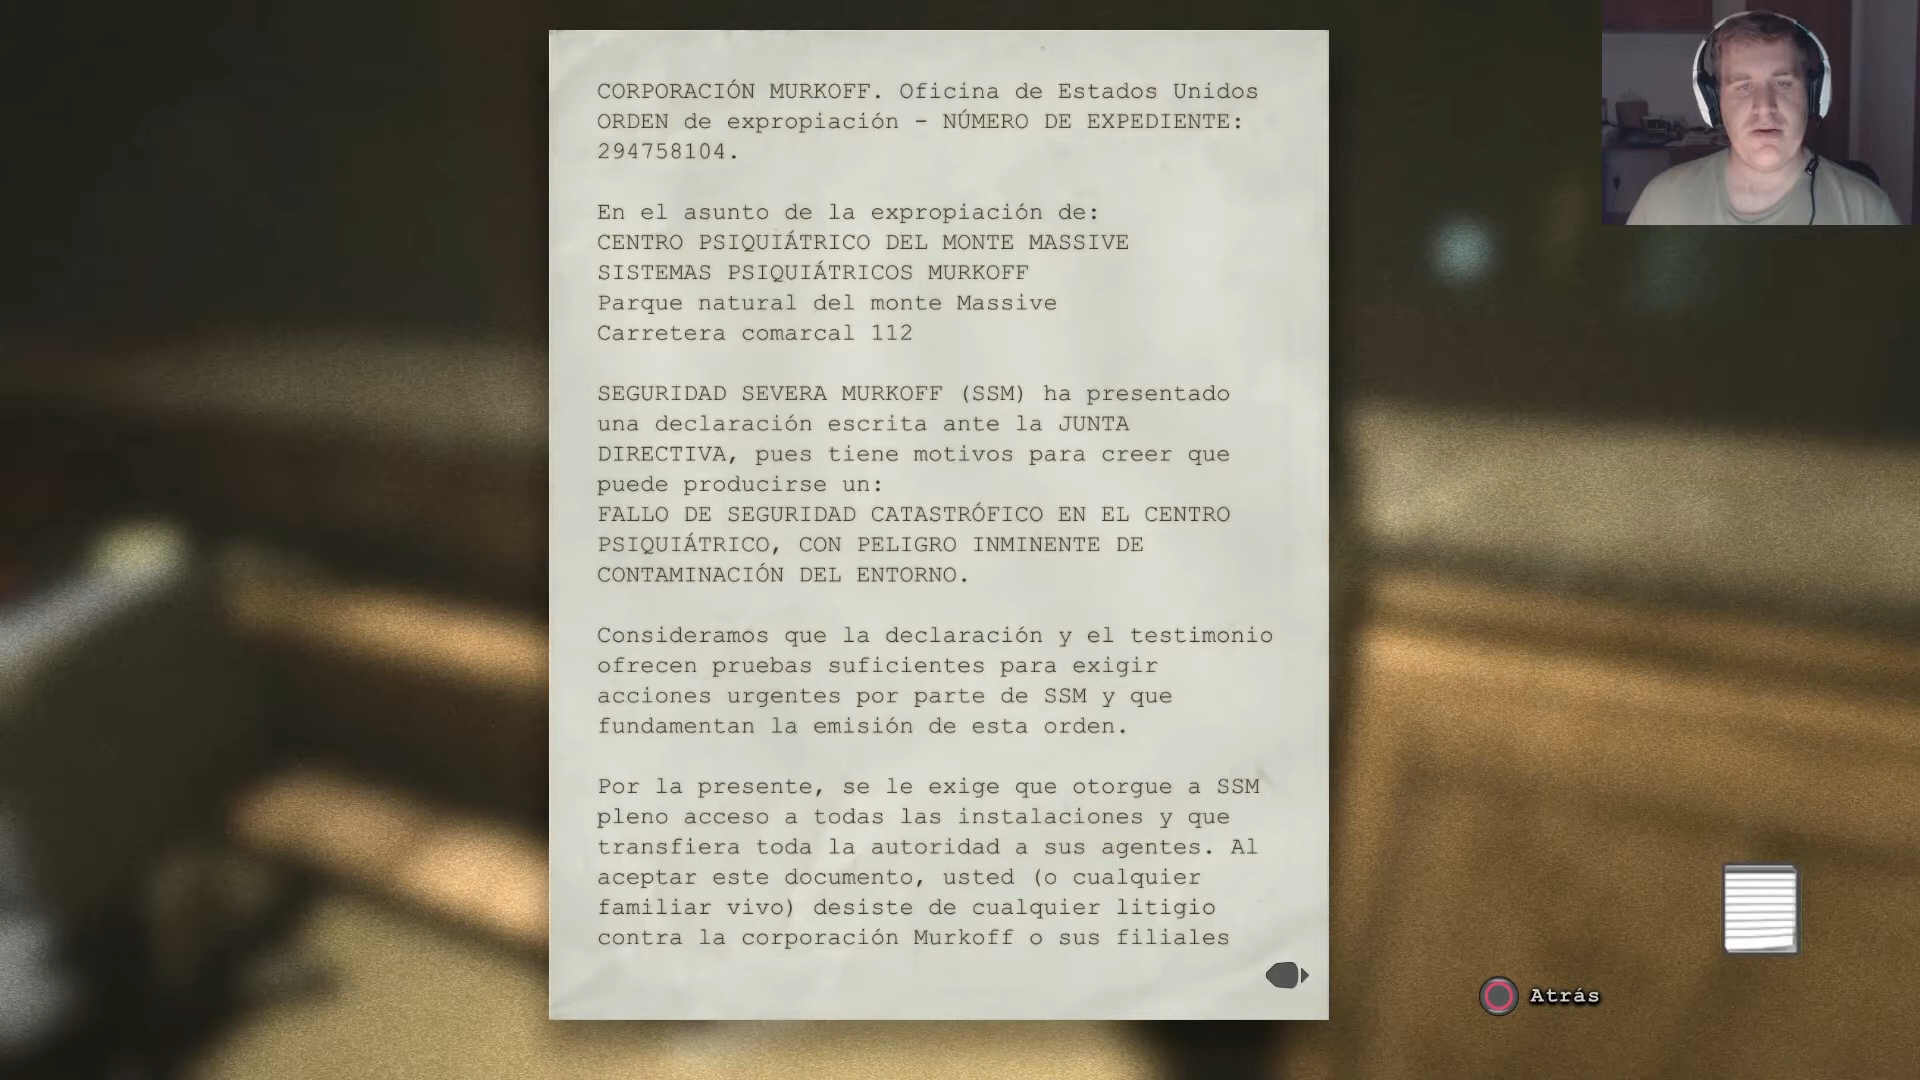 CORPORACIÓN MURKOFF. Oficina de Estados Unidos
ORDEN de expropiación - NÚMERO DE EXPEDIENTE:
294758104.
En el asunto de la expropiación de:
CENTRO PSIQUIÁTRICO DEL MONTE MASSIVE
SISTEMAS PSIQUIÁTRICOS MURKOFF
Parque natural del monte Massive
Carretera comarcal 112
SEGURIDAD SEVERA MURKOFF (SSM) ha presentado
una declaración escrita ante la JUNTA
DIRECTIVA, pues tiene motivos para creer que
puede producirse un:
FALLO DE SEGURIDAD CATASTRÓFICO EN EL CENTRO
PSIQUIÁTRICO, CON PELIGRO INMINENTE DE
CONTAMINACIÓN DEL ENTORNO.
Consideramos que la declaración y el testimonio
ofrecen pruebas suficientes para exigir
acciones urgentes por parte de SSM y que
fundamentan la emisión de esta orden.
Por la presente, se le exige que otorgue a SSM
pleno acceso a todas las instalaciones y que
transfiera toda la autoridad a sus agentes. Al
aceptar este documento, usted (o cualquier
familiar vivo) desiste de cualquier litigio
contra la corporación Murkoff o sus filiales
Atrás